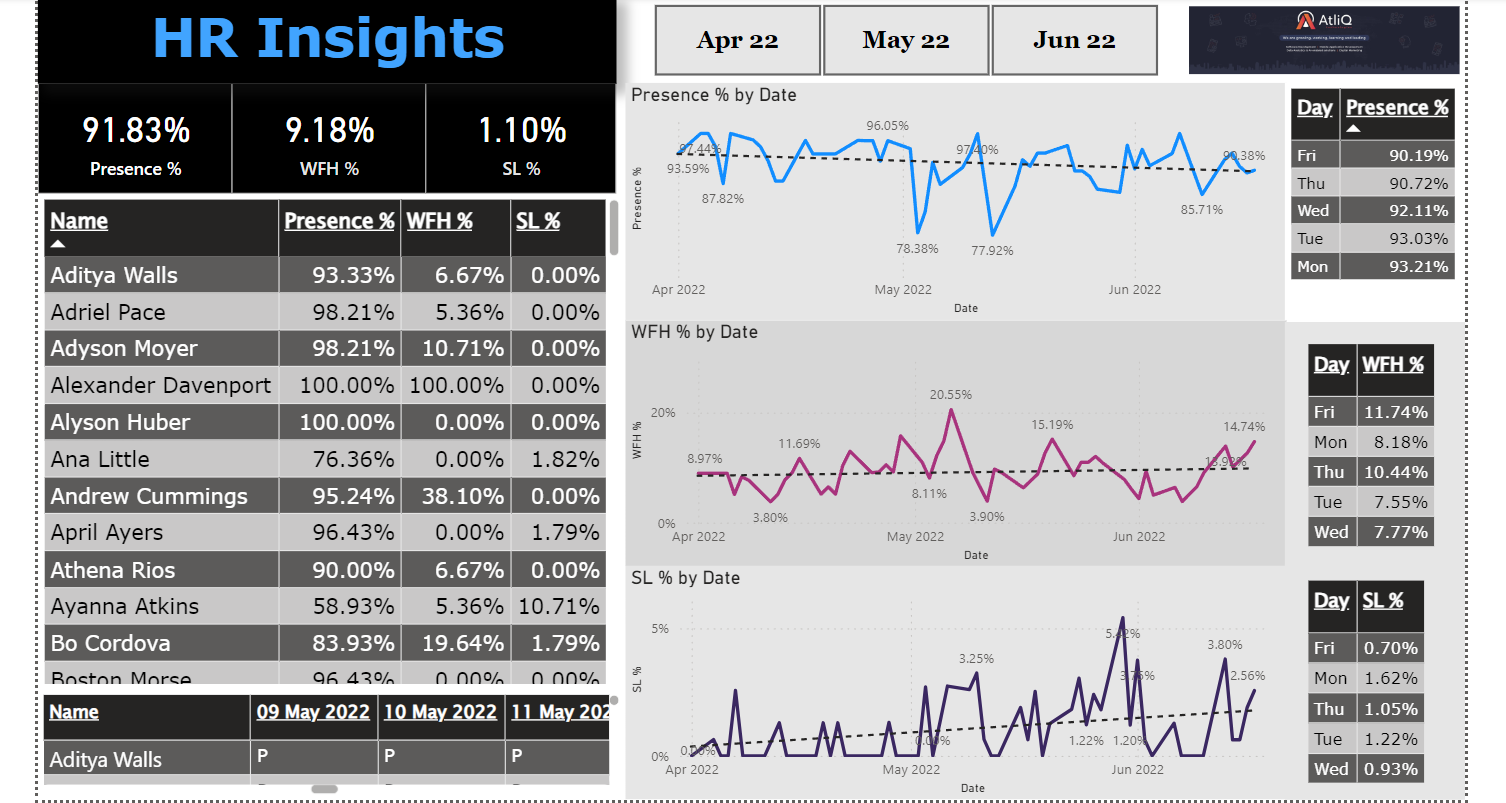 HR Insights
Apr 22
May 22
Jun 22
AtliQ
We are growing, working, learning and leading
91.83%
Presence %
9.18%
WFH %
1.10%
SL %
Name Presence % WFH % SL %
Aditya Walls 93.33% 6.67% 0.00%
Adriel Pace 98.21% 5.36% 0.00%
Adyson Moyer 98.21% 10.71% 0.00%
Alexander Davenport 100.00% 100.00% 0.00%
Alyson Huber 100.00% 0.00% 0.00%
Ana Little 76.36% 0.00% 1.82%
Andrew Cummings 95.24% 38.10% 0.00%
April Ayers 96.43% 0.00% 1.79%
Athena Rios 90.00% 6.67% 0.00%
Ayanna Atkins 58.93% 5.36% 10.71%
Bo Cordova 83.93% 19.64% 1.79%
Boston Morse 96.43% 0.00% 0.00%
Name 09 May 2022 10 May 2022 11 May 202
Aditya Walls P P P
Presence % by Date
Presence %
96.05%
97.44%
97.40%
90.38%
93.59%
87.82%
85.71%
78.38%
77.92%
Apr 2022 May 2022 Jun 2022
Date
Day Presence %
Fri 90.19%
Thu 90.72%
Wed 92.11%
Tue 93.03%
Mon 93.21%
WFH % by Date
WFH %
20%
0%
20.55%
15.19%
14.74%
11.69%
8.97%
8.11%
3.80%
3.90%
Apr 2022 May 2022 Jun 2022
Date
Day WFH %
Fri 11.74%
Mon 8.18%
Thu 10.44%
Tue 7.55%
Wed 7.77%
SL % by Date
SL %
5%
0%
3.25%
3.80%
2.56%
0.00%
0.00%
1.22%
1.20%
Apr 2022 May 2022 Jun 2022
Date
Day SL %
Fri 0.70%
Mon 1.62%
Thu 1.05%
Tue 1.22%
Wed 0.93%